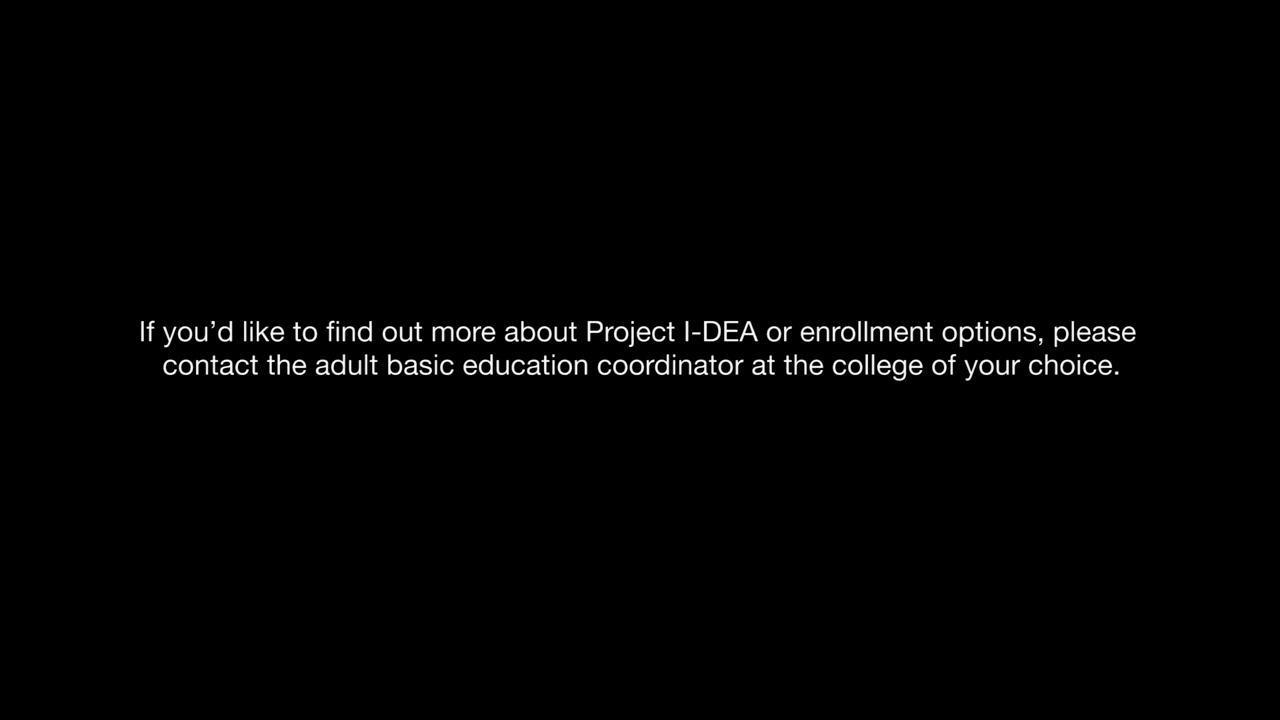 If you’d like to find out more about Project I-DEA or enrollment options, please
contact the adult basic education coordinator at the college of your choice.